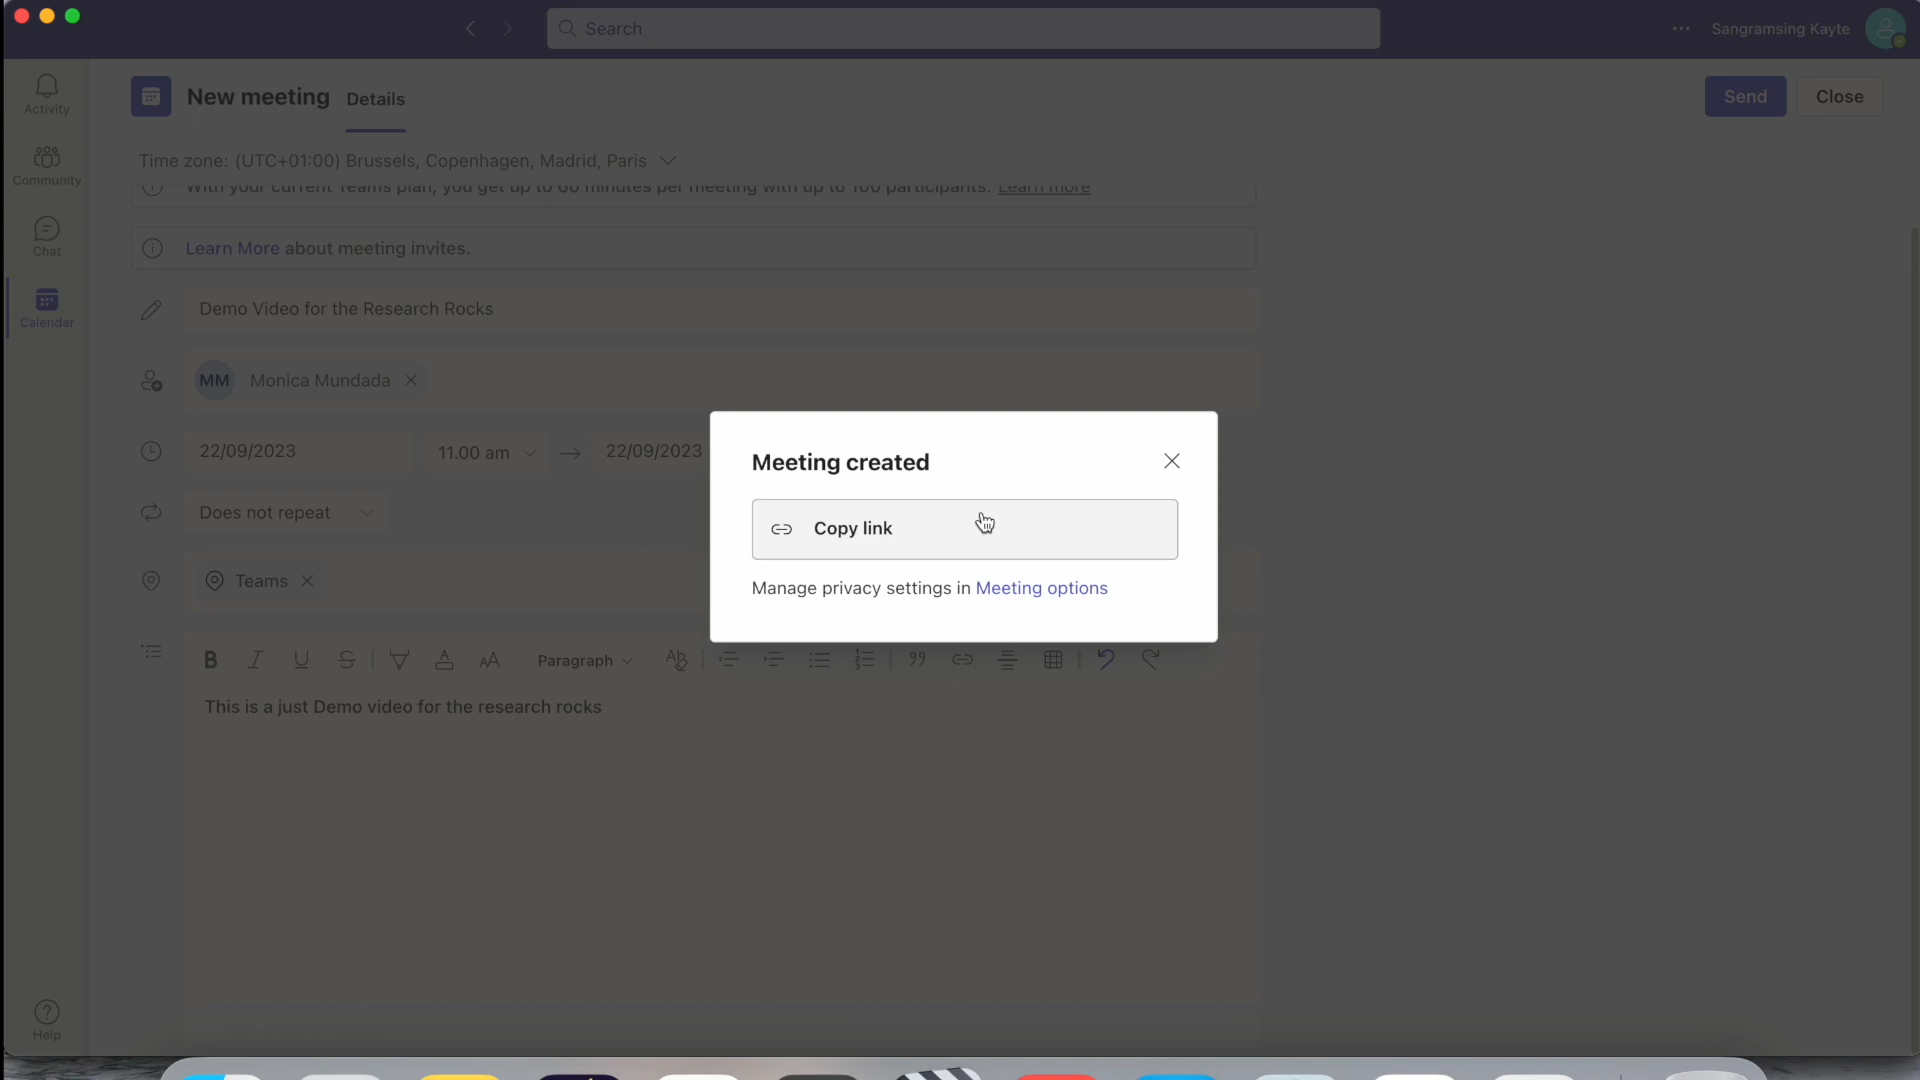 Search
Sangramsing Kayte
Activity
Community
Chat
Calendar
Help
New meeting
Details
Send
Close
Time zone: (UTC+01:00) Brussels, Copenhagen, Madrid, Paris
With your current Teams plan, you get up to 60 minutes per meeting with up to 100 participants. Learn more
Learn More about meeting invites.
Demo Video for the Research Rocks
MM Monica Mundada
22/09/2023 11.00 am → 22/09/2023
Does not repeat
Teams
Meeting created
Copy link
Manage privacy settings in Meeting options
Paragraph
This is a just Demo video for the research rocks